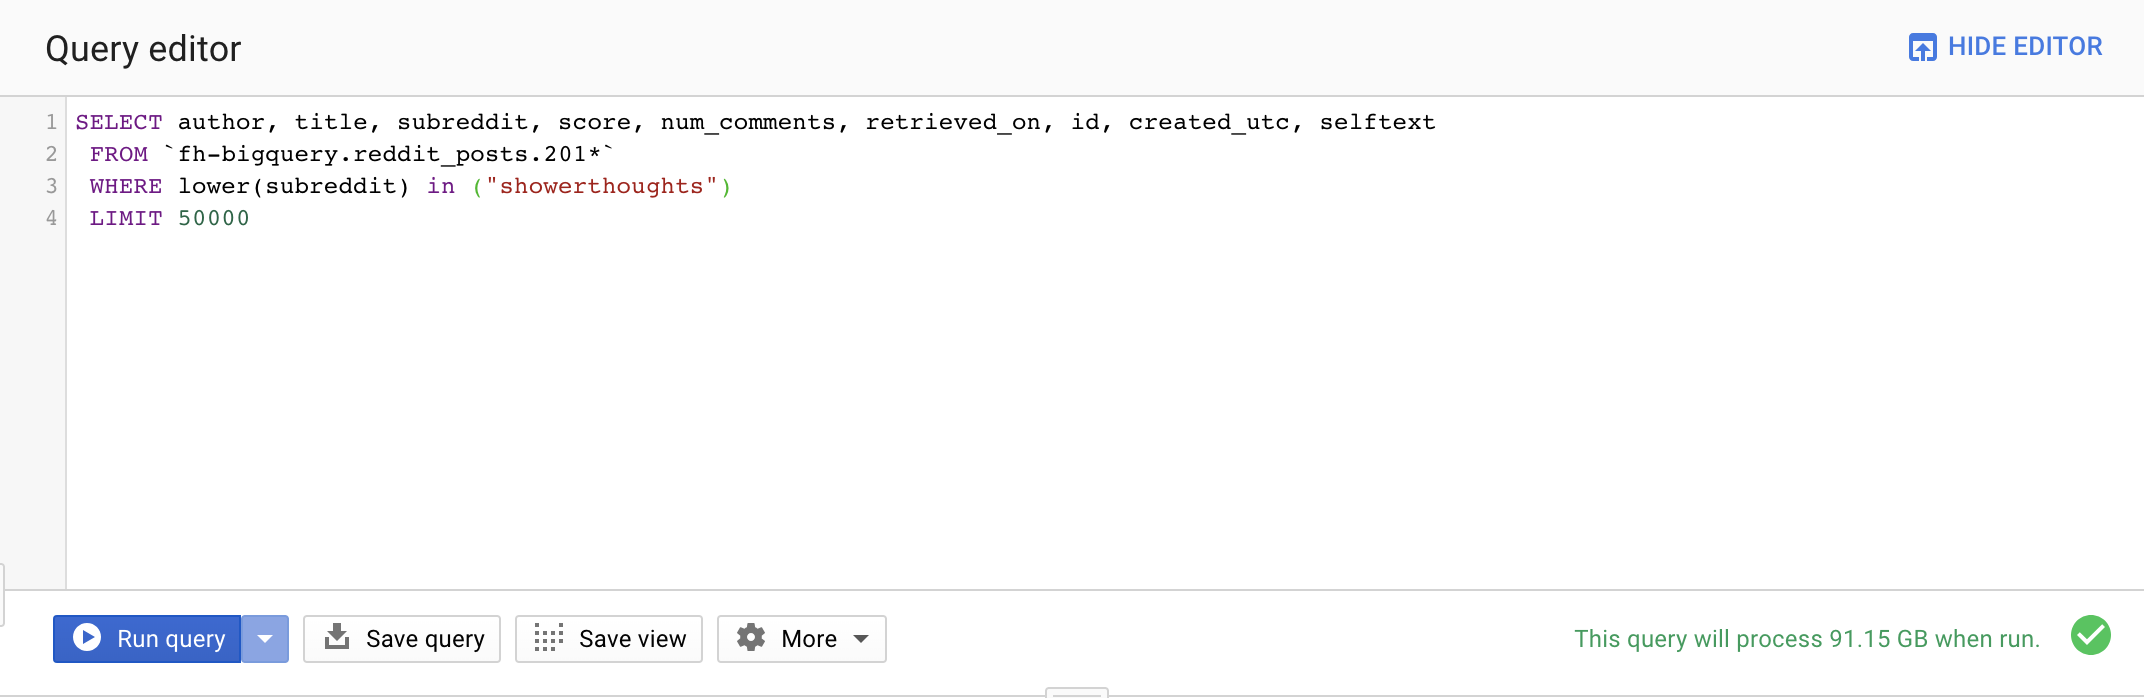 Query editor
HIDE EDITOR
1 SELECT author, title, subreddit, score, num_comments, retrieved_on, id, created_utc, selftext
2 FROM `fh-bigquery.reddit_posts.201*`
3 WHERE lower(subreddit) in ("showerthoughts")
4 LIMIT 50000
Run query
Save query
Save view
More
This query will process 91.15 GB when run.